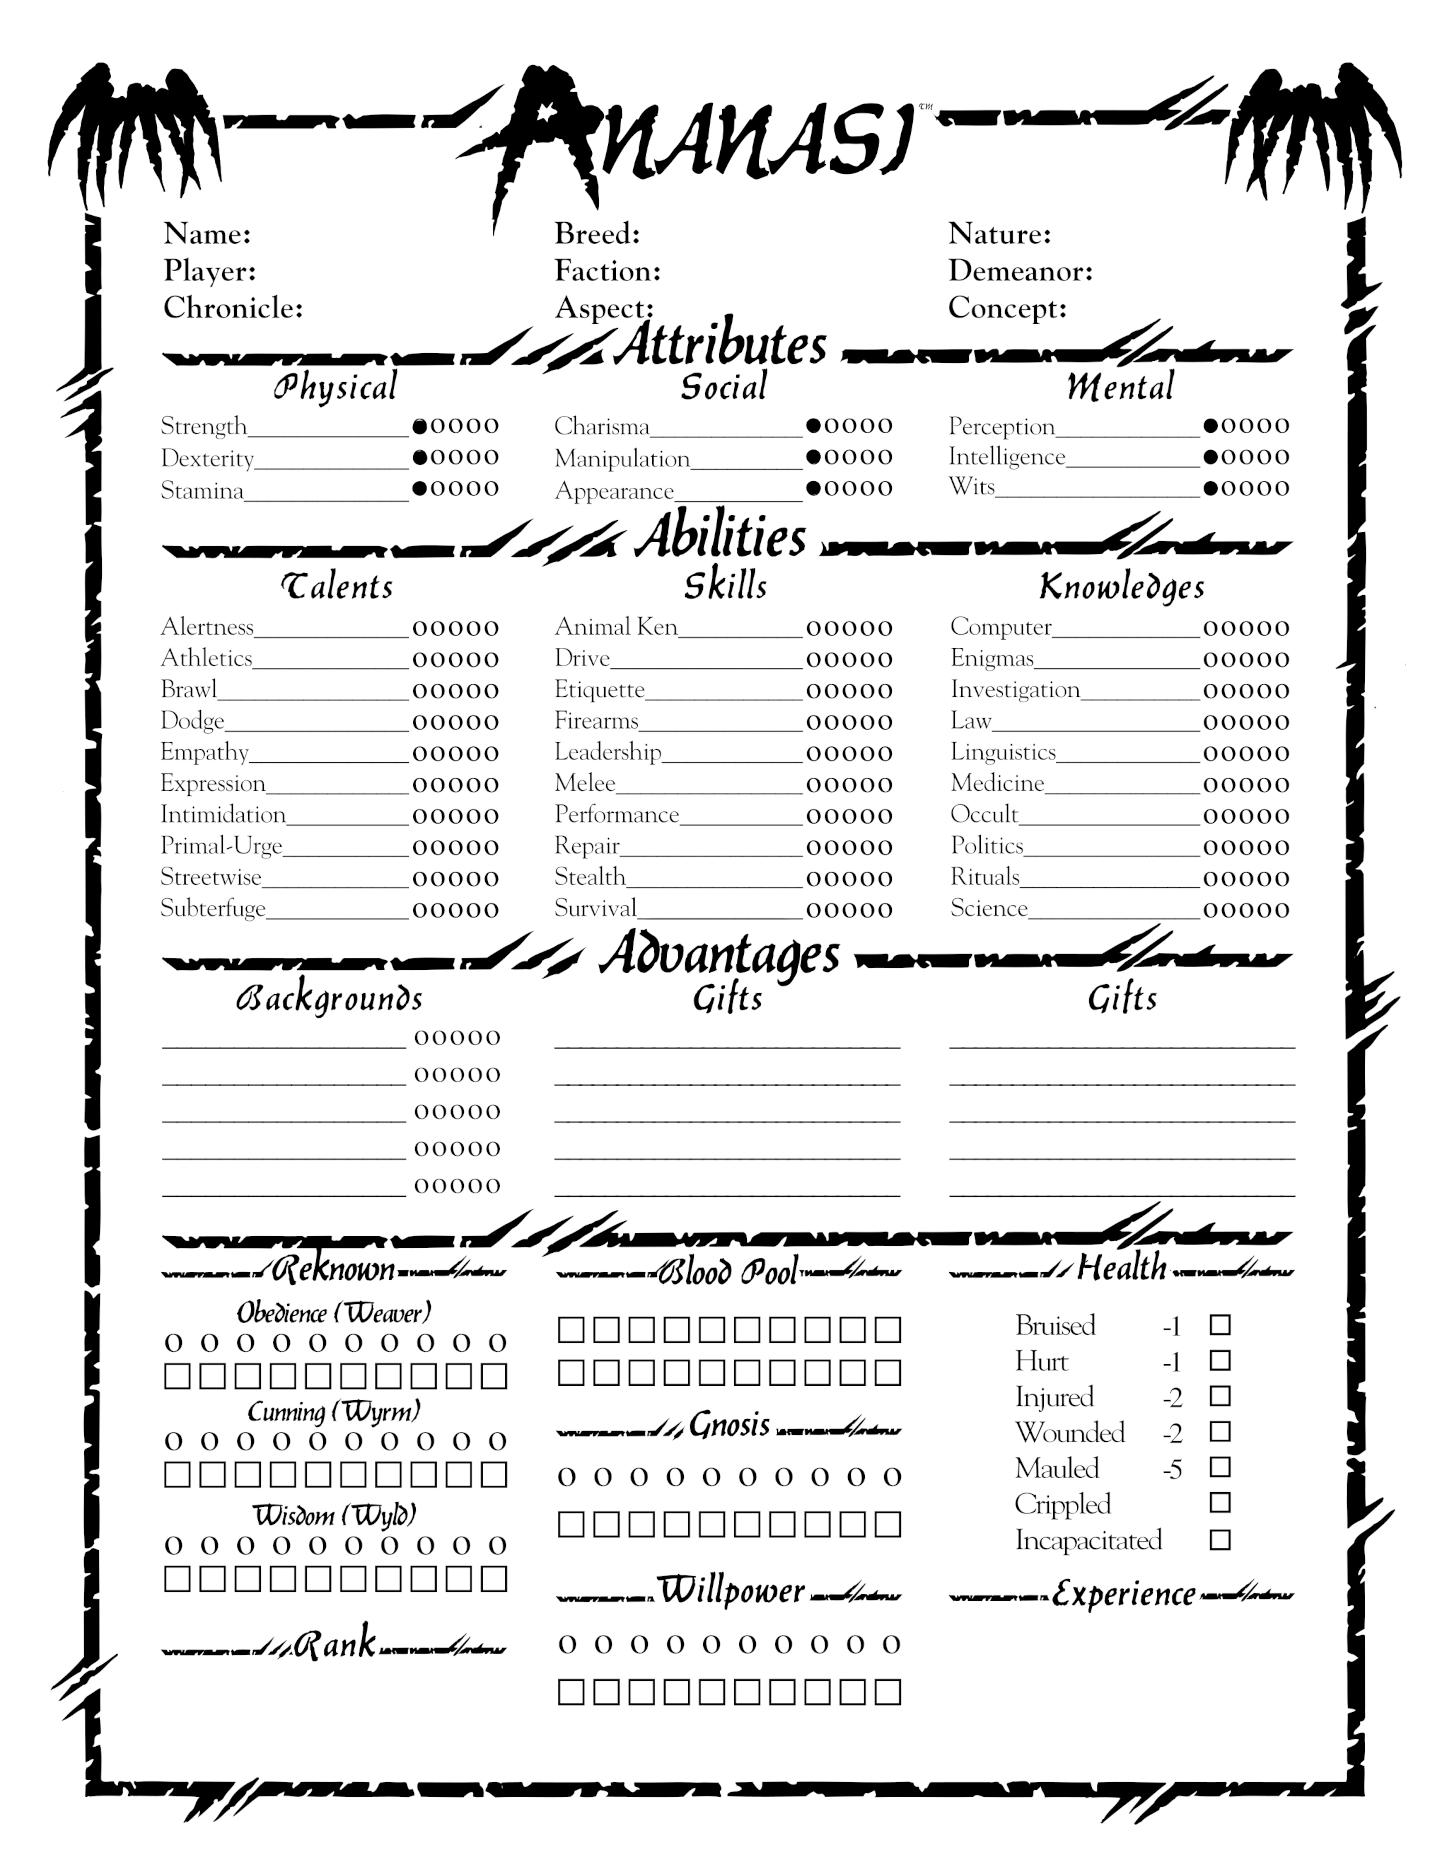 ANANASI™
Name: Breed: Nature:
Player: Faction: Demeanor:
Chronicle: Aspect: Concept:
Attributes
Physical Social Mental
Strength Charisma Perception
Dexterity Manipulation Intelligence
Stamina Appearance Wits
Abilities
Talents Skills Knowledges
Alertness Animal Ken Computer
Athletics Drive Enigmas
Brawl Etiquette Investigation
Dodge Firearms Law
Empathy Leadership Linguistics
Expression Melee Medicine
Intimidation Performance Occult
Primal-Urge Repair Politics
Streetwise Stealth Rituals
Subterfuge Survival Science
Advantages
Backgrounds Gifts Gifts
Reknown Blood Pool Health
Obedience (Weaver)
Bruised -1
Hurt -1
Injured -2
Cunning (Wyrm) Gnosis
Wounded -2
Mauled -5
Crippled
Wisdom (Wyld)
Incapacitated
Willpower Experience
Rank